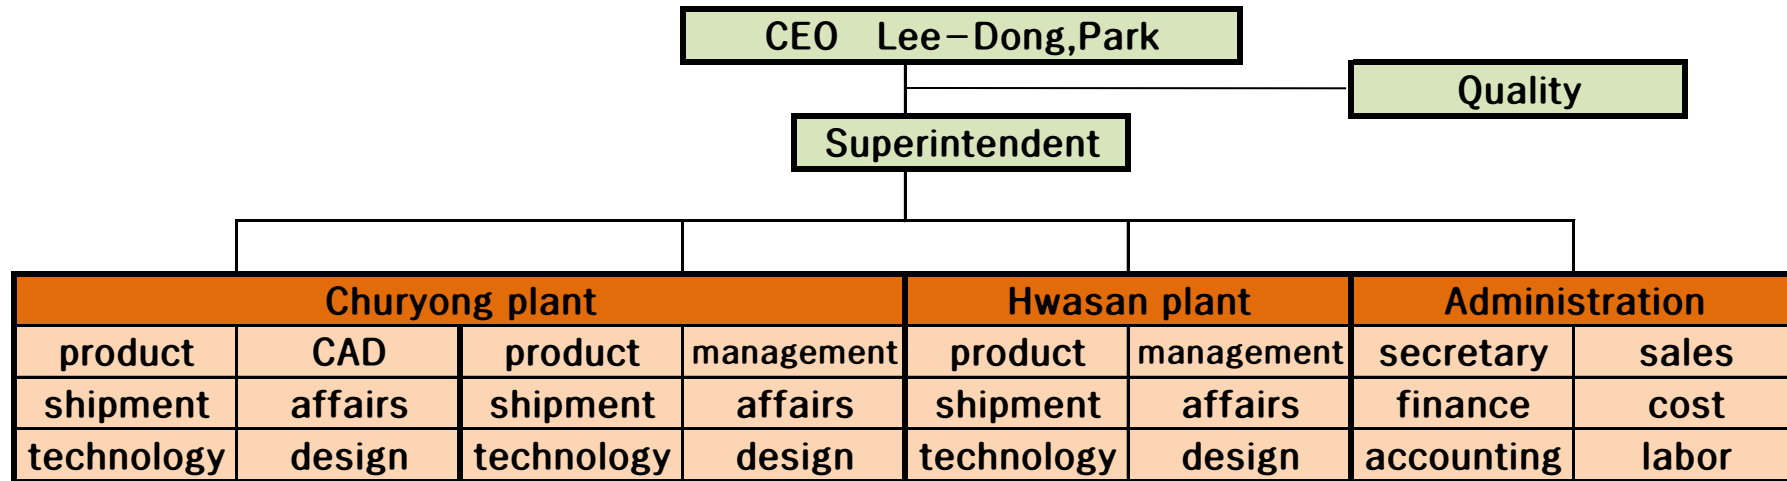 CEO Lee-Dong,Park
Quality
Superintendent
Churyong plant Hwasan plant Administration
product CAD product management product management secretary sales
shipment affairs shipment affairs shipment affairs finance cost
technology design technology design technology design accounting labor